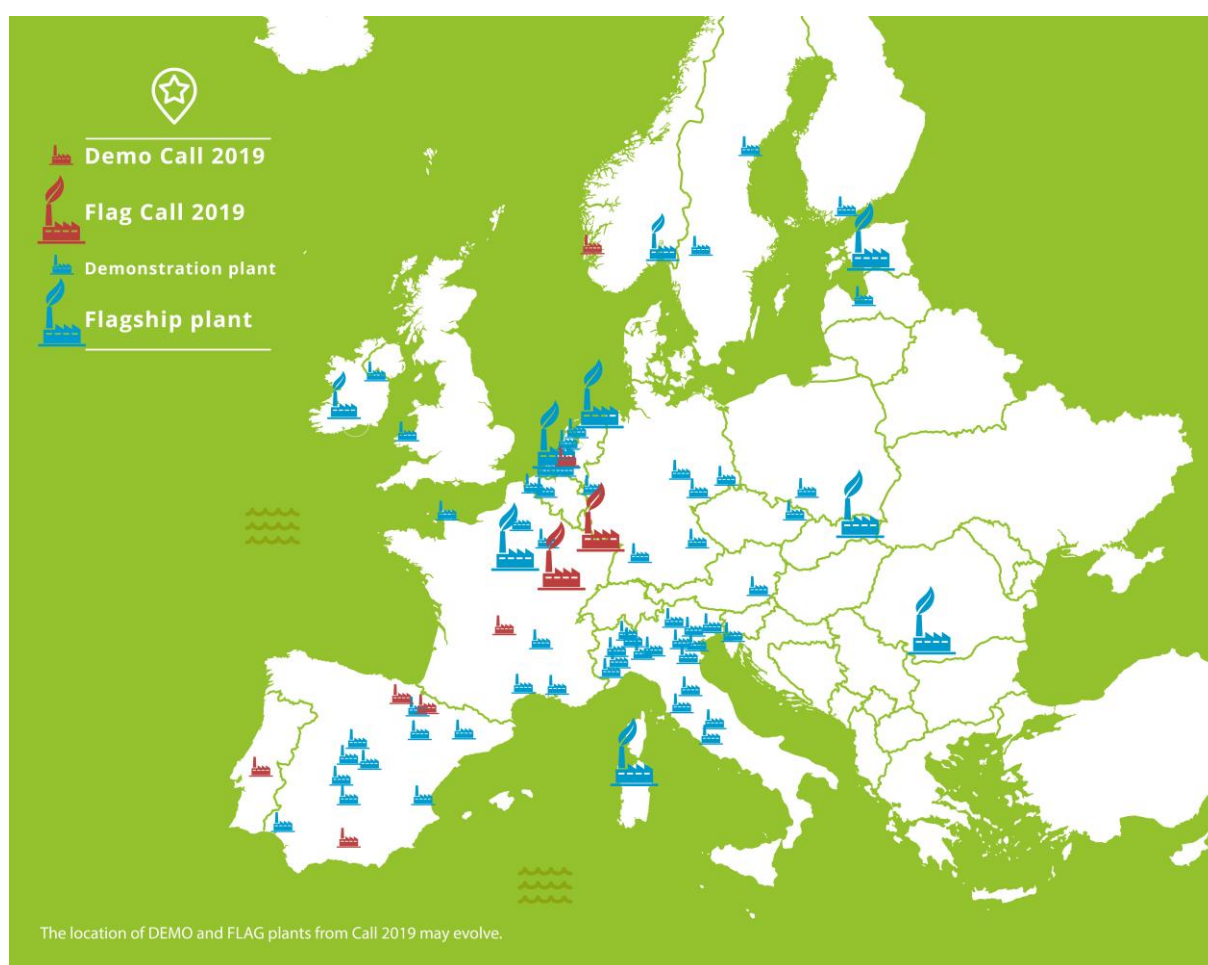 Demo Call 2019
Flag Call 2019
Demonstration plant
Flagship plant
The location of DEMO and FLAG plants from Call 2019 may evolve.